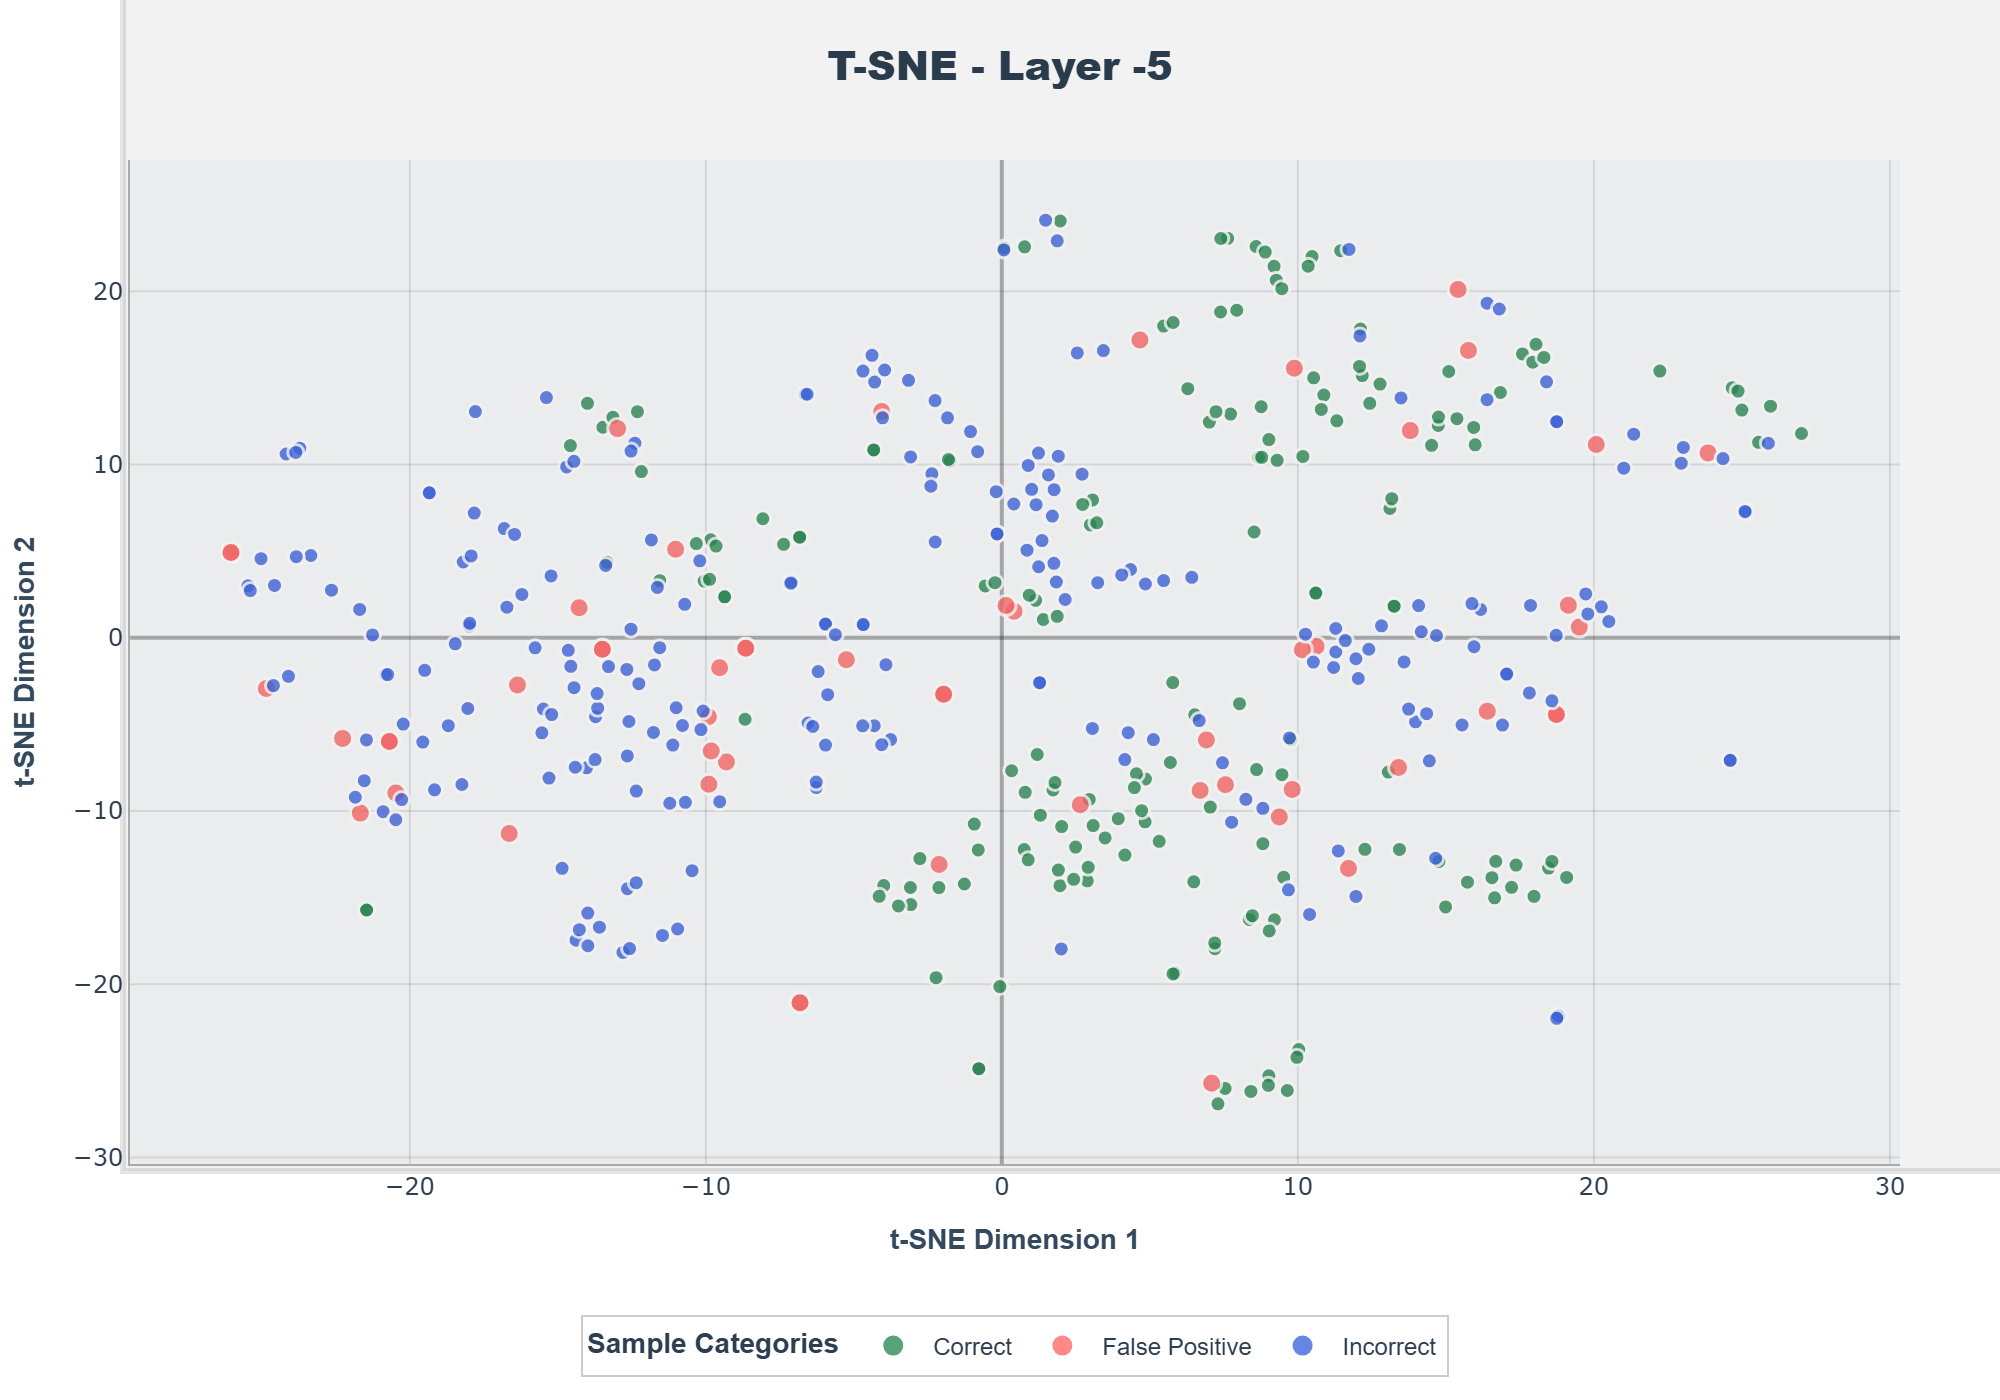 T-SNE - Layer -5
t-SNE Dimension 2
20
10
0
−10
−20
−30
−20
−10
0
10
20
30
t-SNE Dimension 1
Sample Categories
Correct
False Positive
Incorrect